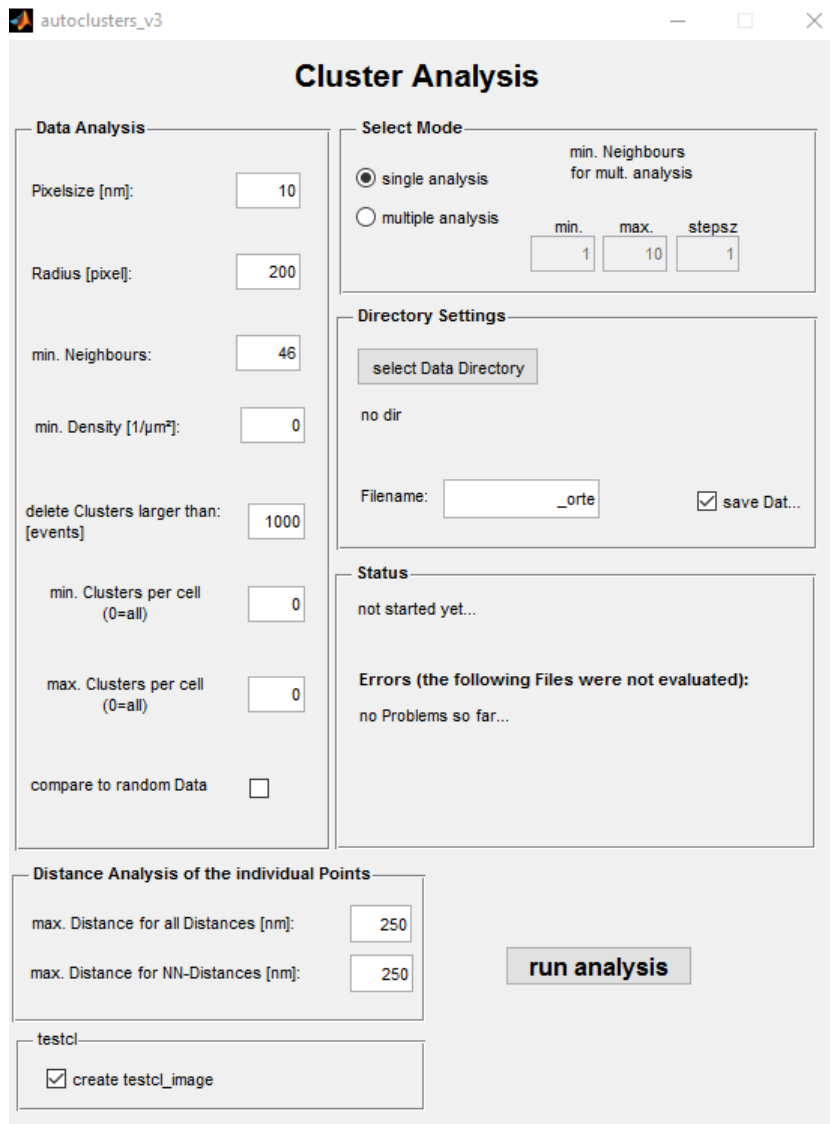 autoclusters_v3
Cluster Analysis
Data Analysis
Pixelsize [nm]: 10
Radius [pixel]: 200
min. Neighbours: 46
min. Density [1/µm²]: 0
delete Clusters larger than:
[events] 1000
min. Clusters per cell
(0=all) 0
max. Clusters per cell
(0=all) 0
compare to random Data
Select Mode
single analysis
multiple analysis
min. Neighbours
for mult. analysis
min. max. stepsz
1 10 1
Directory Settings
select Data Directory
no dir
Filename: _orte
save Dat...
Status
not started yet...
Errors (the following Files were not evaluated):
no Problems so far...
Distance Analysis of the individual Points
max. Distance for all Distances [nm]: 250
max. Distance for NN-Distances [nm]: 250
run analysis
testcl
create testcl_image